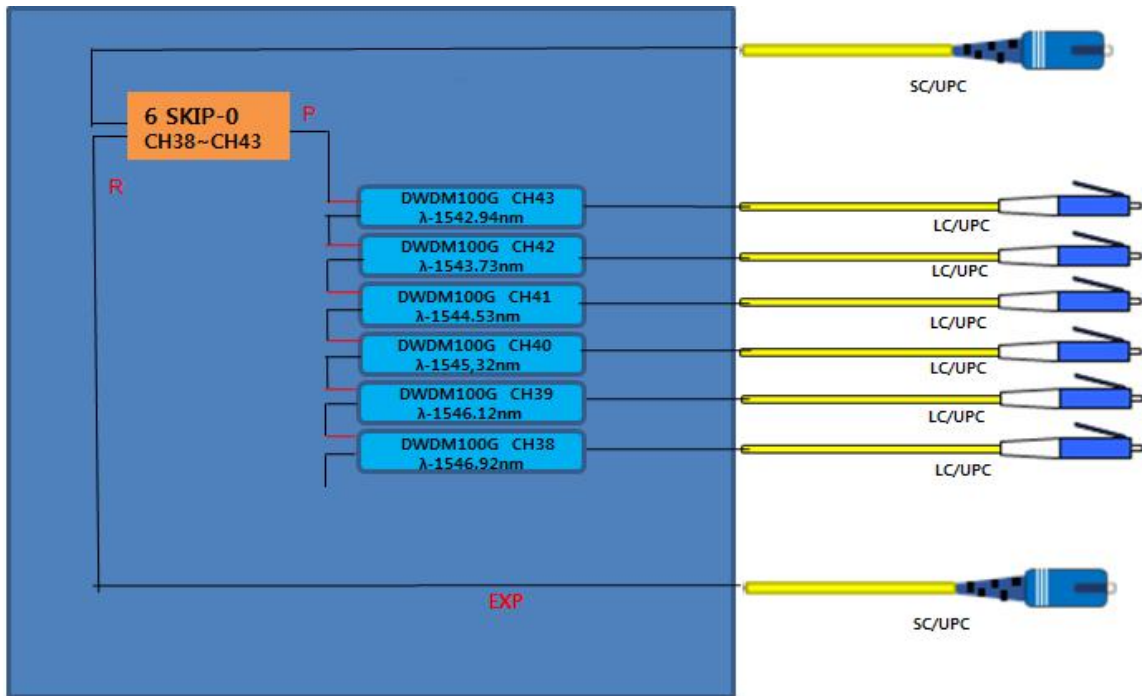 SC/UPC
6 SKIP-0
CH38~CH43
P
R
DWDM100G CH43
λ-1542.94nm
LC/UPC
DWDM100G CH42
λ-1543.73nm
LC/UPC
DWDM100G CH41
λ-1544.53nm
LC/UPC
DWDM100G CH40
λ-1545,32nm
LC/UPC
DWDM100G CH39
λ-1546.12nm
LC/UPC
DWDM100G CH38
λ-1546.92nm
LC/UPC
EXP
SC/UPC